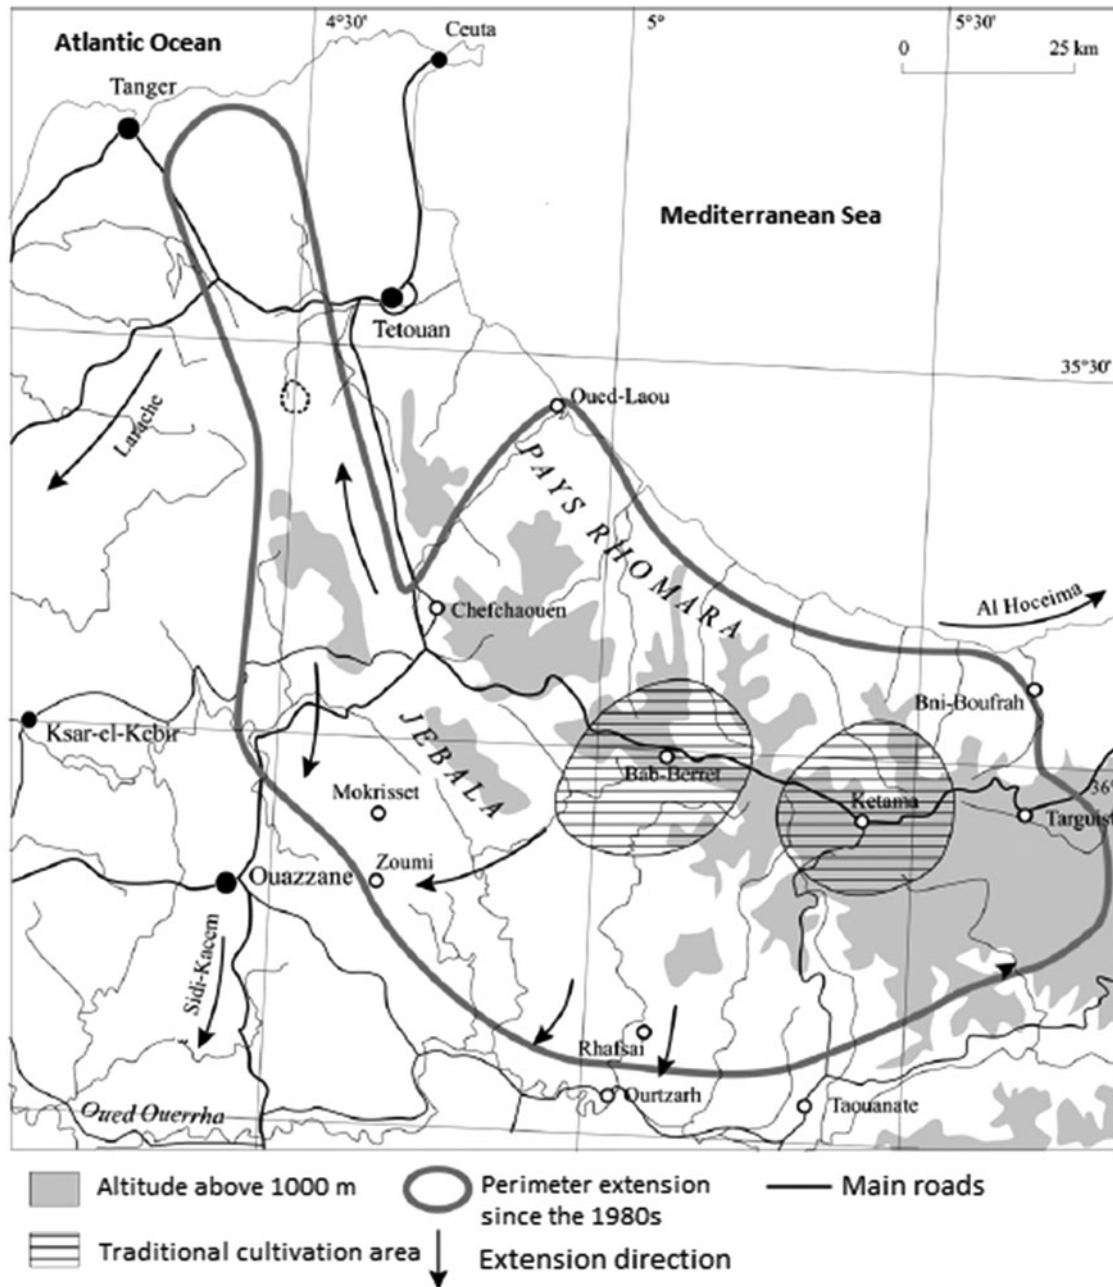 4°30'
5°
5°30'
Atlantic Ocean
Ceuta
0 25 km
Tanger
Mediterranean Sea
Tetouan
35°30'
Oued-Laou
Larache
PAYS RHOMARA
Chefchaouen
Al Hoceima
Bni-Boufrah
Ksar-el-Kebir
JEBALA
Bab-Berret
Mokrisset
Ketama
36°
Targuist
Zoumi
Ouazzane
Sidi-Kacem
Rhafsai
Ourtzarh
Taouanate
Oued Ouerrha
Altitude above 1000 m
Perimeter extension
since the 1980s
Main roads
Traditional cultivation area
Extension direction